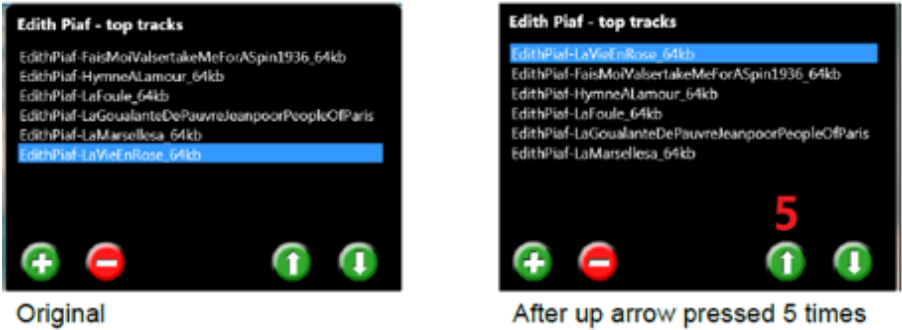 Edith Piaf - top tracks
EdithPiaf-FaisMoiValsertakeMeForASpin1936_64kb
EdithPiaf-HymneALamour_64kb
EdithPiaf-LaFoule_64kb
EdithPiaf-LaGoualanteDePauvreJeanpoorPeopleOfParis
EdithPiaf-LaMarsellesa_64kb
EdithPiaf-LaVieEnRose_64kb
Original
Edith Piaf - top tracks
EdithPiaf-LaVieEnRose_64kb
EdithPiaf-FaisMoiValsertakeMeForASpin1936_64kb
EdithPiaf-HymneALamour_64kb
EdithPiaf-LaFoule_64kb
EdithPiaf-LaGoualanteDePauvreJeanpoorPeopleOfParis
EdithPiaf-LaMarsellesa_64kb
5
After up arrow pressed 5 times